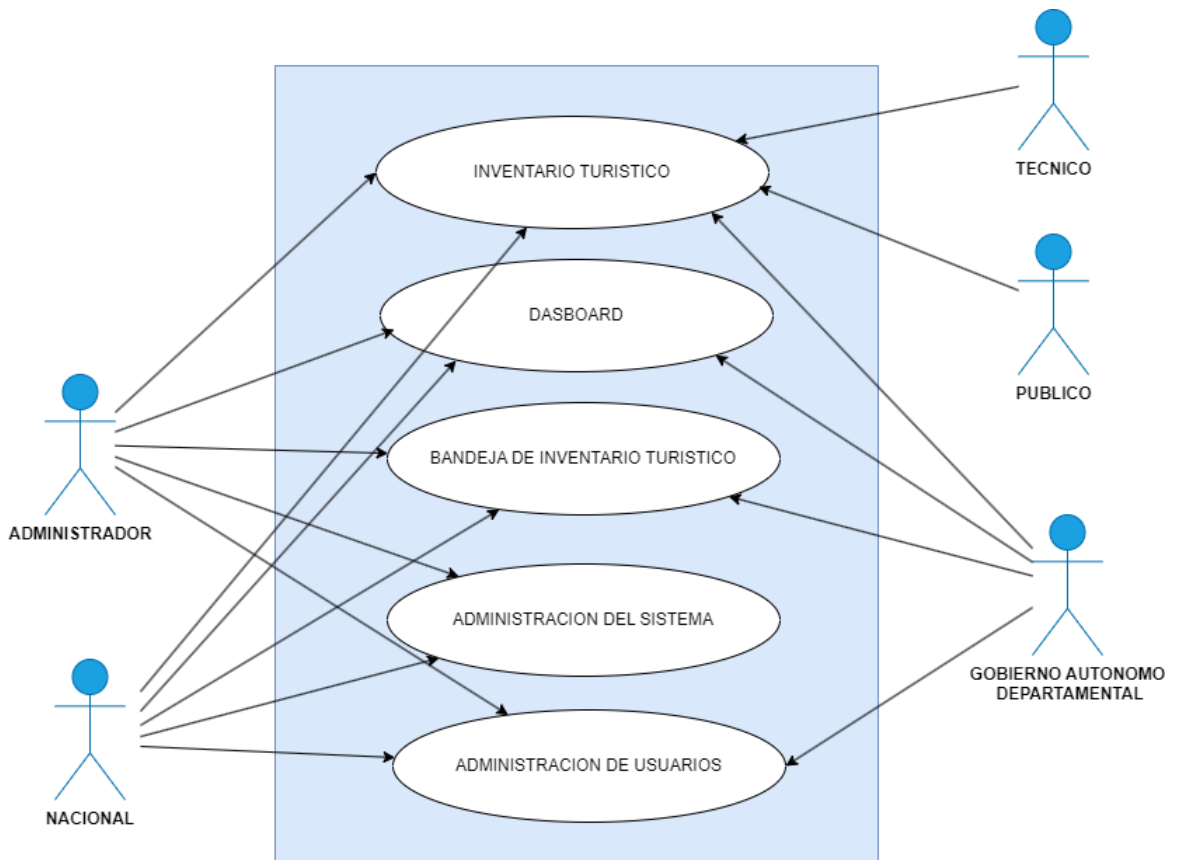 TECNICO
INVENTARIO TURISTICO
PUBLICO
DASBOARD
ADMINISTRADOR
BANDEJA DE INVENTARIO TURISTICO
ADMINISTRACION DEL SISTEMA
GOBIERNO AUTONOMO
DEPARTAMENTAL
NACIONAL
ADMINISTRACION DE USUARIOS